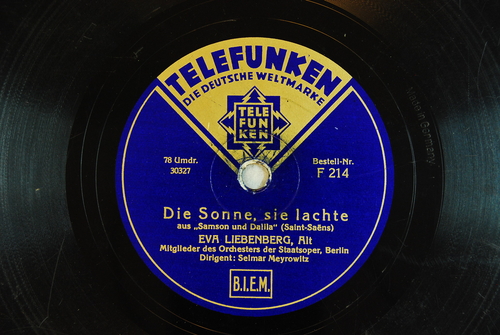 TELEFUNKEN
DIE DEUTSCHE WELTMARKE
TELE
FUN
KEN
78 Umdr.
30327
Bestell-Nr.
F 214
Die Sonne, sie lachte
aus „Samson und Dalila" (Saint-Saëns)
EVA LIEBENBERG, Alt
Mitglieder des Orchesters der Staatsoper, Berlin
Dirigent: Selmar Meyrowitz
B.I.E.M.